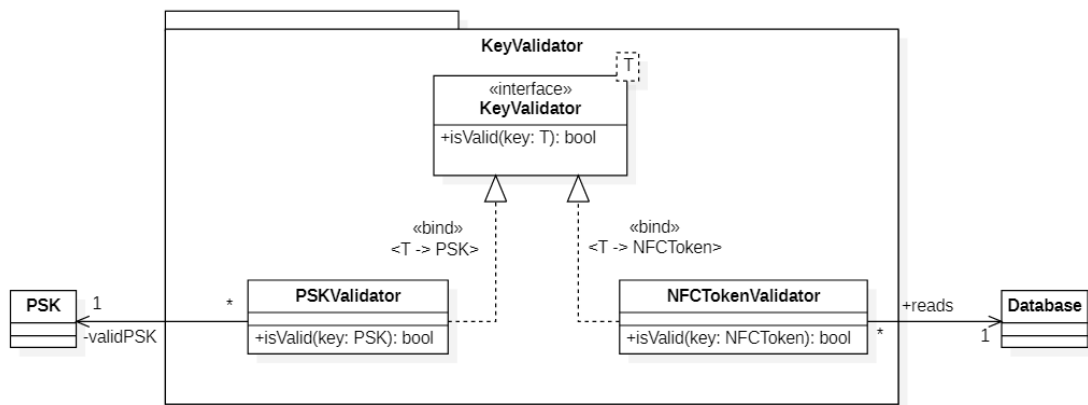 KeyValidator
T
«interface»
KeyValidator
+isValid(key: T): bool
«bind»
<T -> PSK>
«bind»
<T -> NFCToken>
PSK
1
-validPSK
*
PSKValidator
+isValid(key: PSK): bool
NFCTokenValidator
+isValid(key: NFCToken): bool
+reads
*
1
Database